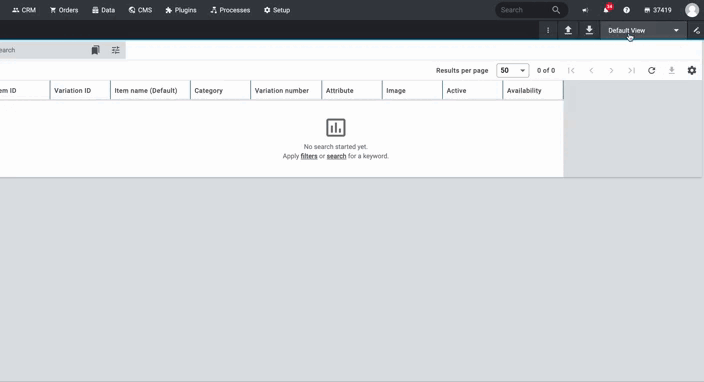 CRM Orders Data CMS Plugins Processes Setup Search 34 37419
Default View
earch
Results per page 50 0 of 0
em ID Variation ID Item name (Default) Category Variation number Attribute Image Active Availability
No search started yet.
Apply filters or search for a keyword.